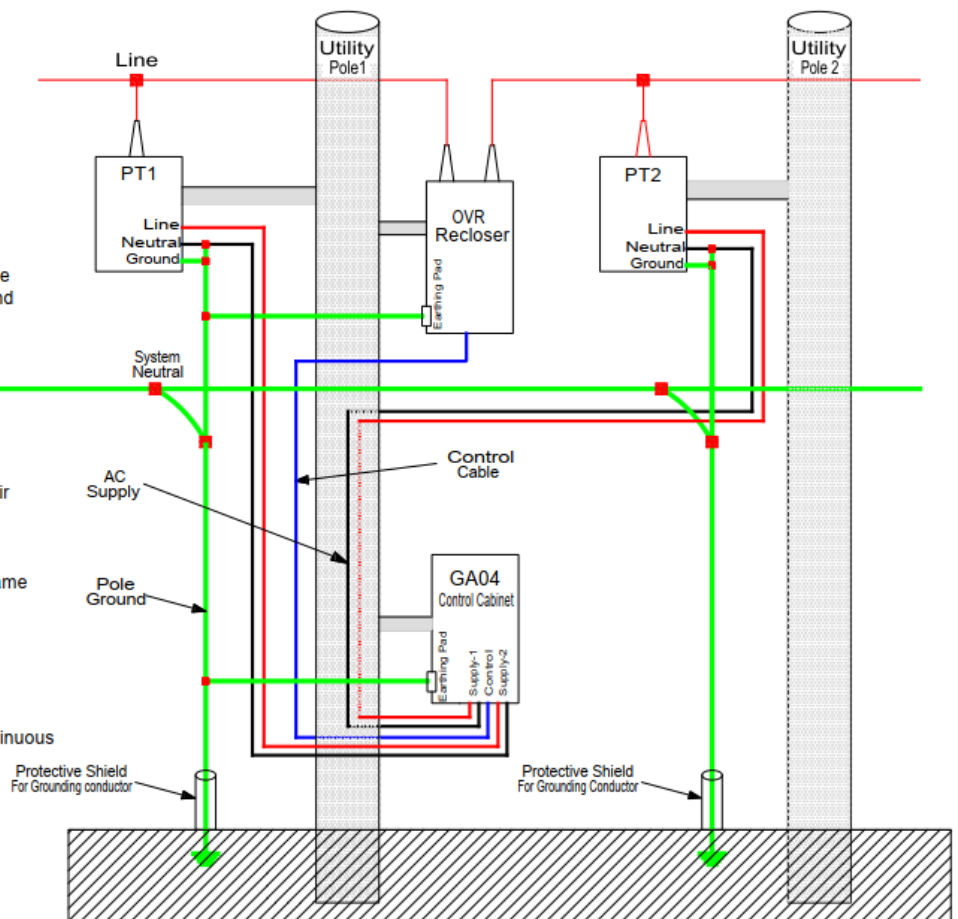 Utility
Pole1
Utility
Pole 2
Line
PT1
Line
Neutral
Ground
OVR
Recloser
Earthing Pad
PT2
Line
Neutral
Ground
e
nd
System
Neutral
Control
Cable
AC
Supply
ir
ame
Pole
Ground
GA04
Control Cabinet
Earthing Pad
Supply-1
Control
Supply-2
inuous
Protective Shield
For Grounding conductor
Protective Shield
For Grounding Conductor